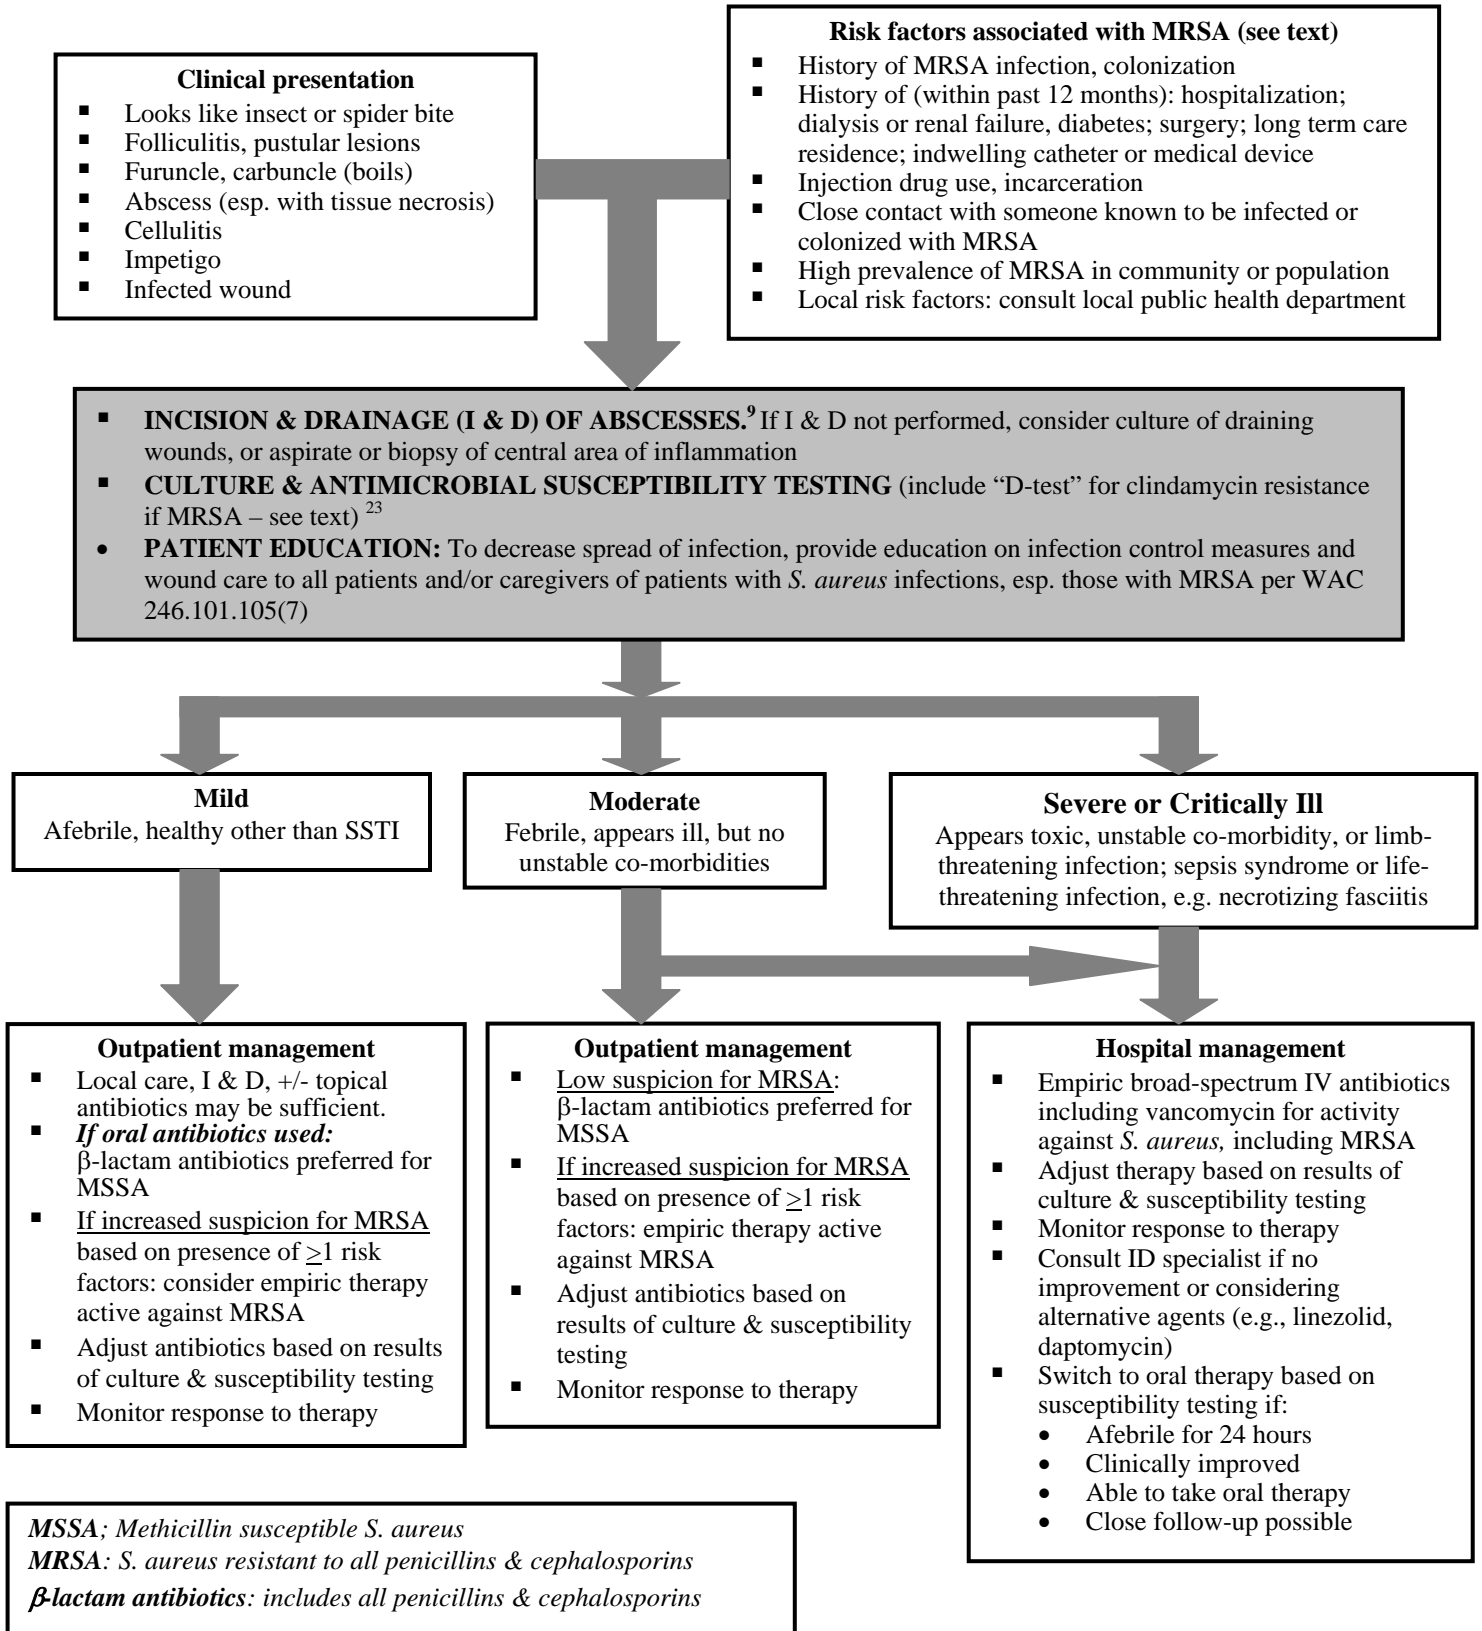 Clinical presentation
▪ Looks like insect or spider bite
▪ Folliculitis, pustular lesions
▪ Furuncle, carbuncle (boils)
▪ Abscess (esp. with tissue necrosis)
▪ Cellulitis
▪ Impetigo
▪ Infected wound
Risk factors associated with MRSA (see text)
▪ History of MRSA infection, colonization
▪ History of (within past 12 months): hospitalization;
dialysis or renal failure, diabetes; surgery; long term care
residence; indwelling catheter or medical device
▪ Injection drug use, incarceration
▪ Close contact with someone known to be infected or
colonized with MRSA
▪ High prevalence of MRSA in community or population
▪ Local risk factors: consult local public health department
▪ INCISION & DRAINAGE (I & D) OF ABSCESSES.⁹ If I & D not performed, consider culture of draining
wounds, or aspirate or biopsy of central area of inflammation
▪ CULTURE & ANTIMICROBIAL SUSCEPTIBILITY TESTING (include “D-test” for clindamycin resistance
if MRSA – see text) ²³
• PATIENT EDUCATION: To decrease spread of infection, provide education on infection control measures and
wound care to all patients and/or caregivers of patients with S. aureus infections, esp. those with MRSA per WAC
246.101.105(7)
Mild
Afebrile, healthy other than SSTI
Moderate
Febrile, appears ill, but no
unstable co-morbidities
Severe or Critically Ill
Appears toxic, unstable co-morbidity, or limb-
threatening infection; sepsis syndrome or life-
threatening infection, e.g. necrotizing fasciitis
Outpatient management
▪ Local care, I & D, +/- topical
antibiotics may be sufficient.
▪ If oral antibiotics used:
β-lactam antibiotics preferred for
MSSA
▪ If increased suspicion for MRSA
based on presence of ≥1 risk
factors: consider empiric therapy
active against MRSA
▪ Adjust antibiotics based on results
of culture & susceptibility testing
▪ Monitor response to therapy
Outpatient management
▪ Low suspicion for MRSA:
β-lactam antibiotics preferred for
MSSA
▪ If increased suspicion for MRSA
based on presence of ≥1 risk
factors: empiric therapy active
against MRSA
▪ Adjust antibiotics based on
results of culture & susceptibility
testing
▪ Monitor response to therapy
Hospital management
▪ Empiric broad-spectrum IV antibiotics
including vancomycin for activity
against S. aureus, including MRSA
▪ Adjust therapy based on results of
culture & susceptibility testing
▪ Monitor response to therapy
▪ Consult ID specialist if no
improvement or considering
alternative agents (e.g., linezolid,
daptomycin)
▪ Switch to oral therapy based on
susceptibility testing if:
• Afebrile for 24 hours
• Clinically improved
• Able to take oral therapy
• Close follow-up possible
MSSA; Methicillin susceptible S. aureus
MRSA: S. aureus resistant to all penicillins & cephalosporins
β-lactam antibiotics: includes all penicillins & cephalosporins